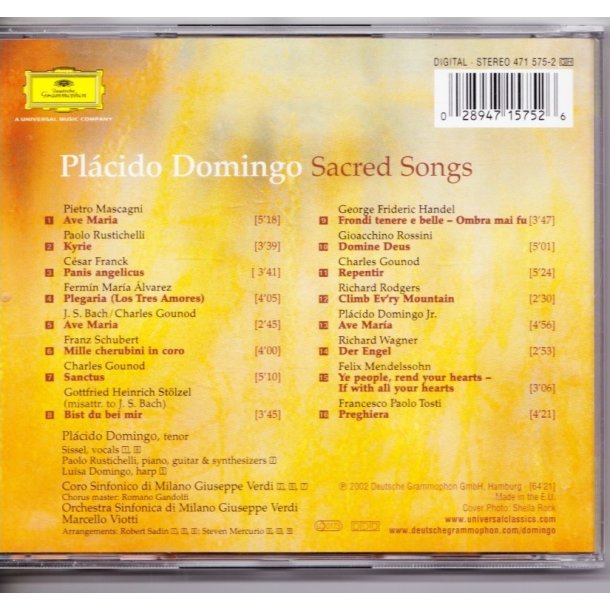 Deutsche
Grammophon
A UNIVERSAL MUSIC COMPANY
DIGITAL · STEREO 471 575-2 GH
0 28947 15752 6
Plácido Domingo Sacred Songs
Pietro Mascagni
1 Ave Maria [5'18]
Paolo Rustichelli
2 Kyrie [3'39]
César Franck
3 Panis angelicus [3'41]
Fermín María Álvarez
4 Plegaria (Los Tres Amores) [4'05]
J. S. Bach/Charles Gounod
5 Ave Maria [2'45]
Franz Schubert
6 Mille cherubini in coro [4'00]
Charles Gounod
7 Sanctus [5'10]
Gottfried Heinrich Stölzel
(misattr. to J. S. Bach)
8 Bist du bei mir [3'45]
George Frideric Handel
9 Frondi tenere e belle – Ombra mai fu [3'47]
Gioacchino Rossini
10 Domine Deus [5'01]
Charles Gounod
11 Repentir [5'24]
Richard Rodgers
12 Climb Ev'ry Mountain [2'30]
Plácido Domingo Jr.
13 Ave María [4'56]
Richard Wagner
14 Der Engel [2'53]
Felix Mendelssohn
15 Ye people, rend your hearts –
If with all your hearts [3'06]
Francesco Paolo Tosti
16 Preghiera [4'21]
Plácido Domingo, tenor
Sissel, vocals
Paolo Rustichelli, piano, guitar & synthesizers
Luisa Domingo, harp
Coro Sinfonico di Milano Giuseppe Verdi
Chorus master: Romano Gandolfi
Orchestra Sinfonica di Milano Giuseppe Verdi
Marcello Viotti
Arrangements: Robert Sadin Steven Mercurio
℗ 2002 Deutsche Grammophon GmbH, Hamburg · [64'21]
Made in the E.U.
Cover Photo: Sheila Rock
www.universalclassics.com
www.deutschegrammophon.com/domingo